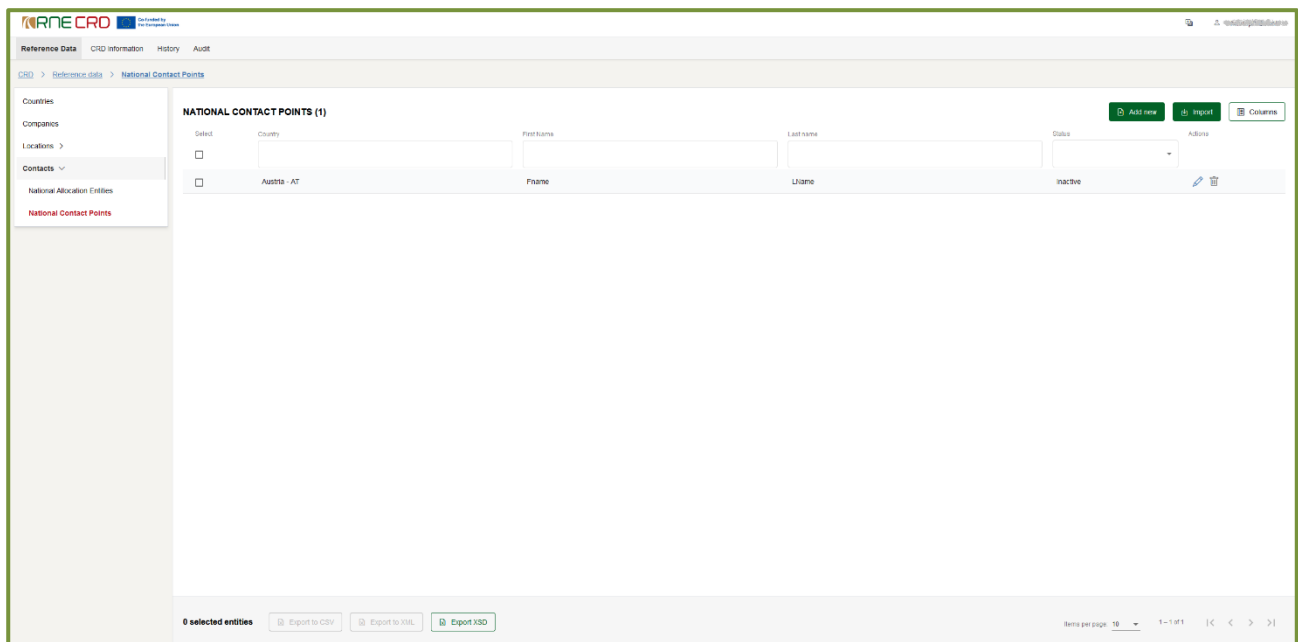 RNE CRD Co-funded by
the European Union
Reference Data CRD Information History Audit
CRD > Reference data > National Contact Points
Countries
Companies
Locations >
Contacts
National Allocation Entities
National Contact Points
NATIONAL CONTACT POINTS (1)
Add new Import Columns
Select Country First Name Last name Status Actions
Austria - AT Fname LName Inactive
0 selected entities Export to CSV Export to XML Export XSD
Items per page: 10 1 – 1 of 1